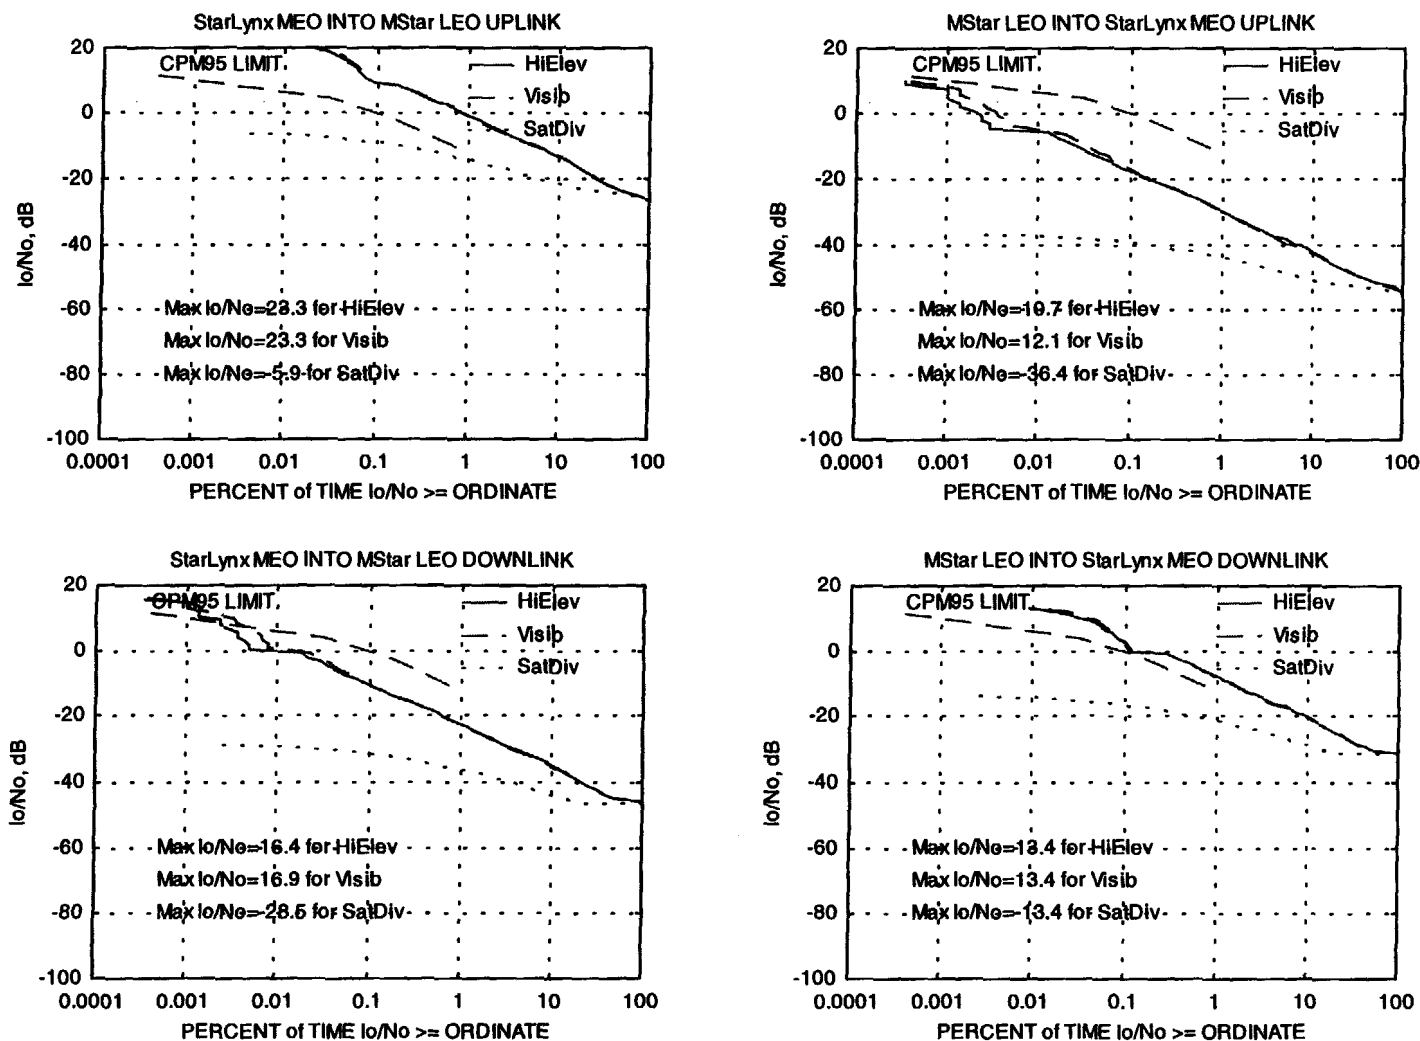 StarLynx MEO INTO MStar LEO UPLINK
20
0
-20
-40
-60
-80
-100
Io/No, dB
CPM95 LIMIT
HiElev
Visib
SatDiv
Max Io/No=23.3 for HiElev
Max Io/No=23.3 for Visib
Max Io/No=-5.9 for SatDiv
0.0001 0.001 0.01 0.1 1 10 100
PERCENT of TIME Io/No >= ORDINATE
MStar LEO INTO StarLynx MEO UPLINK
20
0
-20
-40
-60
-80
-100
Io/No, dB
CPM95 LIMIT
HiElev
Visib
SatDiv
Max Io/No=10.7 for HiElev
Max Io/No=12.1 for Visib
Max Io/No=-36.4 for SatDiv
0.0001 0.001 0.01 0.1 1 10 100
PERCENT of TIME Io/No >= ORDINATE
StarLynx MEO INTO MStar LEO DOWNLINK
20
0
-20
-40
-60
-80
-100
Io/No, dB
CPM95 LIMIT
HiElev
Visib
SatDiv
Max Io/No=16.4 for HiElev
Max Io/No=16.9 for Visib
Max Io/No=-28.5 for SatDiv
0.0001 0.001 0.01 0.1 1 10 100
PERCENT of TIME Io/No >= ORDINATE
MStar LEO INTO StarLynx MEO DOWNLINK
20
0
-20
-40
-60
-80
-100
Io/No, dB
CPM95 LIMIT
HiElev
Visib
SatDiv
Max Io/No=13.4 for HiElev
Max Io/No=13.4 for Visib
Max Io/No=-13.4 for SatDiv
0.0001 0.001 0.01 0.1 1 10 100
PERCENT of TIME Io/No >= ORDINATE